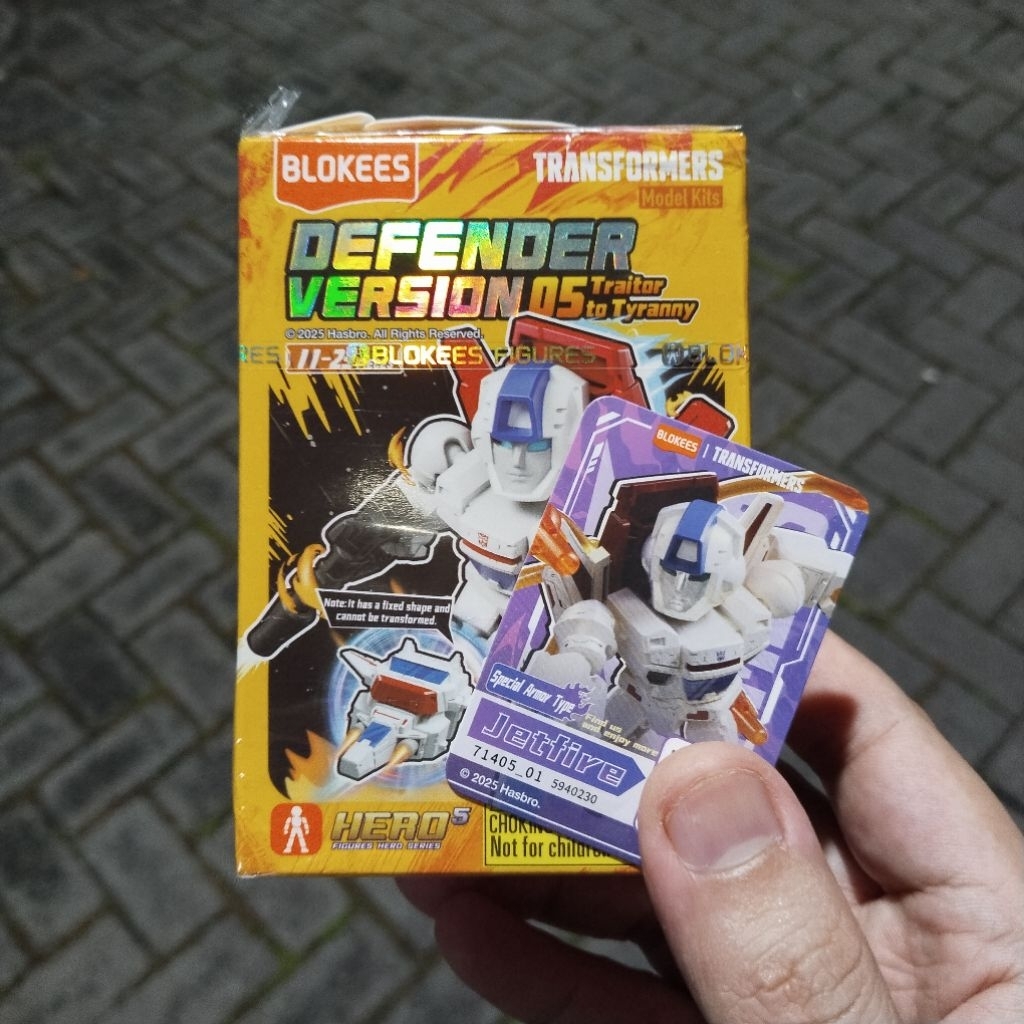 BLOKEES
TRANSFORMERS
Model Kits
DEFENDER
VERSION 05 Traitor
to Tyranny
© 2025 Hasbro. All Rights Reserved.
BLOKEES FIGURES
Note:It has a fixed shape and
cannot be transformed.
HERO 5
FIGURES HERO SERIES
Not for
BLOKEES | TRANSFORMERS
Special Armor Type
Find us
and enjoy more
Jetfire
71405_01 5940230
© 2025 Hasbro.